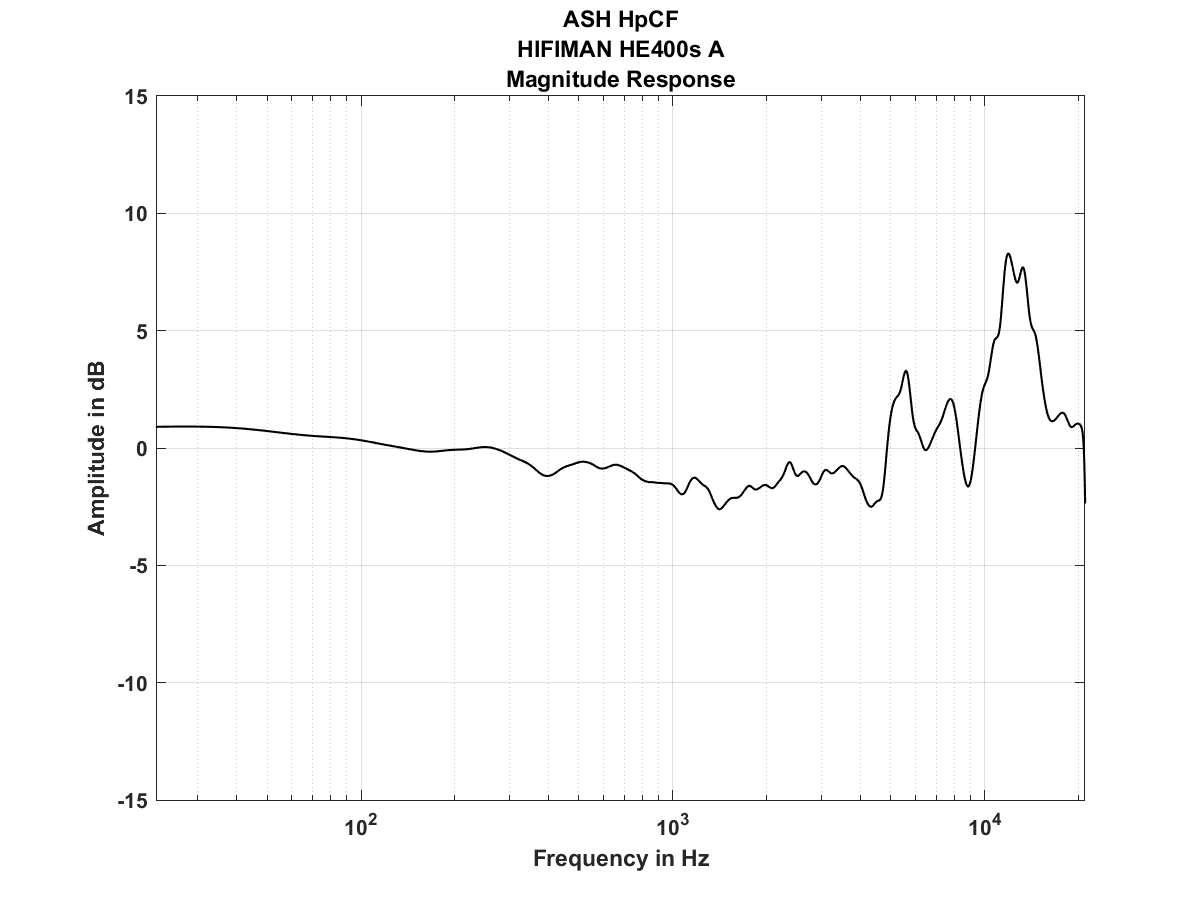 ASH HpCF
HIFIMAN HE400s A
Magnitude Response
15
10
5
0
-5
-10
-15
Amplitude in dB
10² 10³ 10⁴
Frequency in Hz